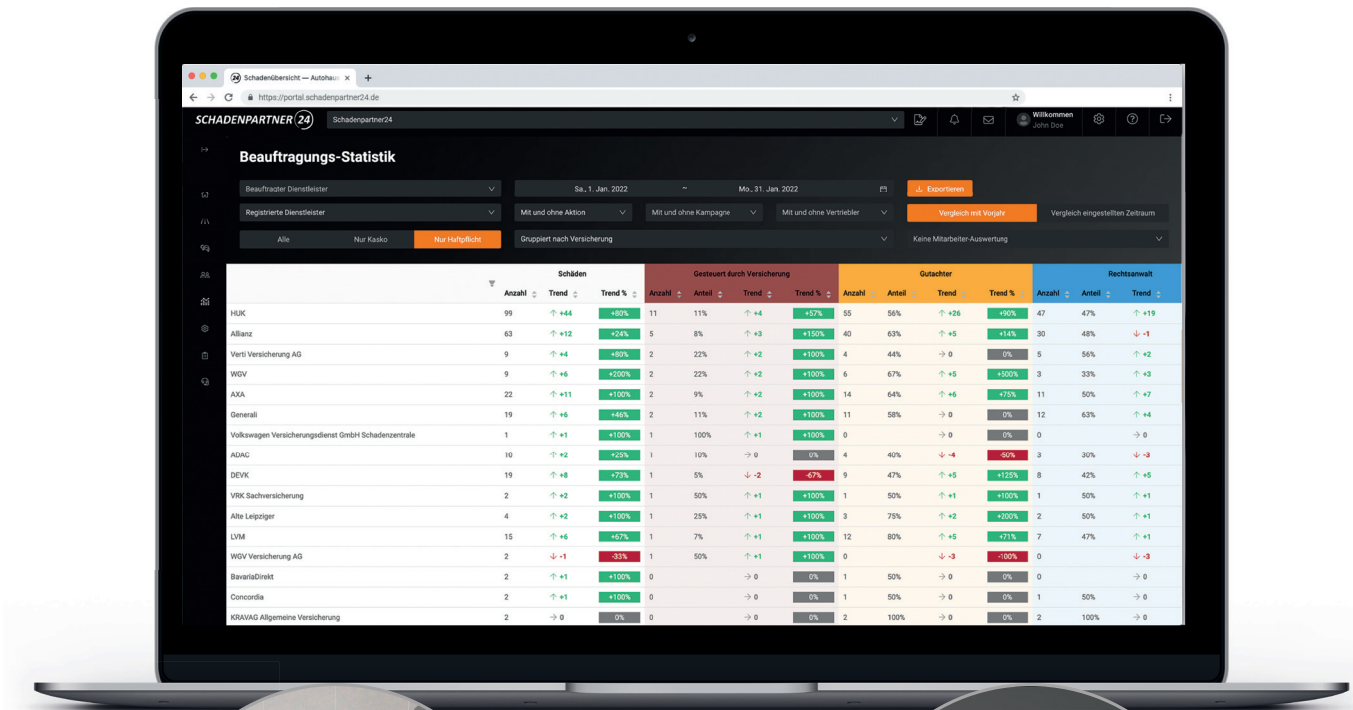 24 Schadenübersicht — Autohaus × +
https://portal.schadenpartner24.de
SCHADENPARTNER 24 Schadenpartner24 Willkommen
John Doe
Beauftragungs-Statistik
Beauftragter Dienstleister Sa., 1. Jan. 2022 ~ Mo., 31. Jan. 2022 Exportieren
Registrierte Dienstleister Mit und ohne Aktion Mit und ohne Kampagne Mit und ohne Vertriebler Vergleich mit Vorjahr Vergleich eingestellten Zeitraum
Alle Nur Kasko Nur Haftpflicht Gruppiert nach Versicherung Keine Mitarbeiter-Auswertung
Schäden Gesteuert durch Versicherung Gutachter Rechtsanwalt
Anzahl Trend Trend % Anzahl Anteil Trend Trend % Anzahl Anteil Trend Trend % Anzahl Anteil Trend
HUK 99 ↑ +44 +80% 11 11% ↑ +4 +57% 55 56% ↑ +26 +90% 47 47% ↑ +19
Allianz 63 ↑ +12 +24% 5 8% ↑ +3 +150% 40 63% ↑ +5 +14% 30 48% ↓ -1
Verti Versicherung AG 9 ↑ +4 +80% 2 22% ↑ +2 +100% 4 44% → 0 0% 5 56% ↑ +2
WGV 9 ↑ +6 +200% 2 22% ↑ +2 +100% 6 67% ↑ +5 +500% 3 33% ↑ +3
AXA 22 ↑ +11 +100% 2 9% ↑ +2 +100% 14 64% ↑ +6 +75% 11 50% ↑ +7
Generali 19 ↑ +6 +46% 2 11% ↑ +2 +100% 11 58% → 0 0% 12 63% ↑ +4
Volkswagen Versicherungsdienst GmbH Schadenzentrale 1 ↑ +1 +100% 1 100% ↑ +1 +100% 0 → 0 0% 0 → 0
ADAC 10 ↑ +2 +25% 1 10% → 0 0% 4 40% ↓ -4 -50% 3 30% ↓ -3
DEVK 19 ↑ +8 +73% 1 5% ↓ -2 -67% 9 47% ↑ +5 +125% 8 42% ↑ +5
VRK Sachversicherung 2 ↑ +2 +100% 1 50% ↑ +1 +100% 1 50% ↑ +1 +100% 1 50% ↑ +1
Alte Leipziger 4 ↑ +2 +100% 1 25% ↑ +1 +100% 3 75% ↑ +2 +200% 2 50% ↑ +1
LVM 15 ↑ +6 +67% 1 7% ↑ +1 +100% 12 80% ↑ +5 +71% 7 47% ↑ +1
WGV Versicherung AG 2 ↓ -1 -33% 1 50% ↑ +1 +100% 0 ↓ -3 -100% 0 ↓ -3
BavariaDirekt 2 ↑ +1 +100% 0 → 0 0% 1 50% → 0 0% 0 → 0
Concordia 2 ↑ +1 +100% 0 → 0 0% 1 50% → 0 0% 1 50% → 0
KRAVAG Allgemeine Versicherung 2 → 0 0% 0 → 0 0% 2 100% → 0 0% 2 100% → 0